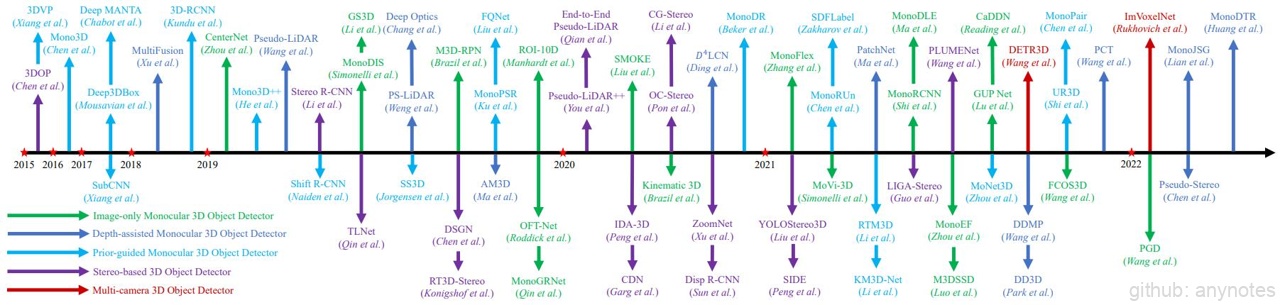 3DVP
(Xiang et al.)
Mono3D
(Chen et al.)
3DOP
(Chen et al.)
Deep MANTA
(Chabot et al.)
Deep3DBox
(Mousavian et al.)
SubCNN
(Xiang et al.)
MultiFusion
(Xu et al.)
3D-RCNN
(Kundu et al.)
CenterNet
(Zhou et al.)
Mono3D++
(He et al.)
Pseudo-LiDAR
(Wang et al.)
Stereo R-CNN
(Li et al.)
Shift R-CNN
(Naiden et al.)
GS3D
(Li et al.)
MonoDIS
(Simonelli et al.)
TLNet
(Qin et al.)
Deep Optics
(Chang et al.)
PS-LiDAR
(Weng et al.)
SS3D
(Jorgensen et al.)
M3D-RPN
(Brazil et al.)
DSGN
(Chen et al.)
RT3D-Stereo
(Konigshof et al.)
FQNet
(Liu et al.)
MonoPSR
(Ku et al.)
AM3D
(Ma et al.)
ROI-10D
(Manhardt et al.)
OFT-Net
(Roddick et al.)
MonoGRNet
(Qin et al.)
End-to-End
Pseudo-LiDAR
(Qian et al.)
Pseudo-LiDAR++
(You et al.)
SMOKE
(Liu et al.)
IDA-3D
(Peng et al.)
CDN
(Garg et al.)
CG-Stereo
(Li et al.)
OC-Stereo
(Pon et al.)
Kinematic 3D
(Brazil et al.)
D⁴LCN
(Ding et al.)
ZoomNet
(Xu et al.)
Disp R-CNN
(Sun et al.)
MonoDR
(Beker et al.)
MonoFlex
(Zhang et al.)
YOLOStereo3D
(Liu et al.)
SIDE
(Peng et al.)
SDFLabel
(Zakharov et al.)
MonoRUn
(Chen et al.)
MoVi-3D
(Simonelli et al.)
PatchNet
(Ma et al.)
RTM3D
(Li et al.)
KM3D-Net
(Li et al.)
MonoDLE
(Ma et al.)
MonoRCNN
(Shi et al.)
LIGA-Stereo
(Guo et al.)
PLUMENet
(Wang et al.)
MonoEF
(Zhou et al.)
M3DSSD
(Luo et al.)
CaDDN
(Reading et al.)
GUP Net
(Lu et al.)
MoNet3D
(Zhou et al.)
DETR3D
(Wang et al.)
DDMP
(Wang et al.)
DD3D
(Park et al.)
MonoPair
(Chen et al.)
UR3D
(Shi et al.)
FCOS3D
(Wang et al.)
PCT
(Wang et al.)
ImVoxelNet
(Rukhovich et al.)
PGD
(Wang et al.)
MonoJSG
(Lian et al.)
Pseudo-Stereo
(Chen et al.)
MonoDTR
(Huang et al.)
2015 2016 2017 2018 2019 2020 2021 2022
Image-only Monocular 3D Object Detector
Depth-assisted Monocular 3D Object Detector
Prior-guided Monocular 3D Object Detector
Stereo-based 3D Object Detector
Multi-camera 3D Object Detector
github: anynotes